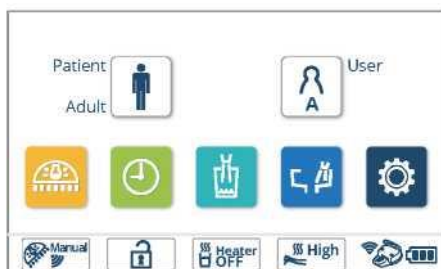 Patient
User
Adult
A
Manual
Heater
OFF
High